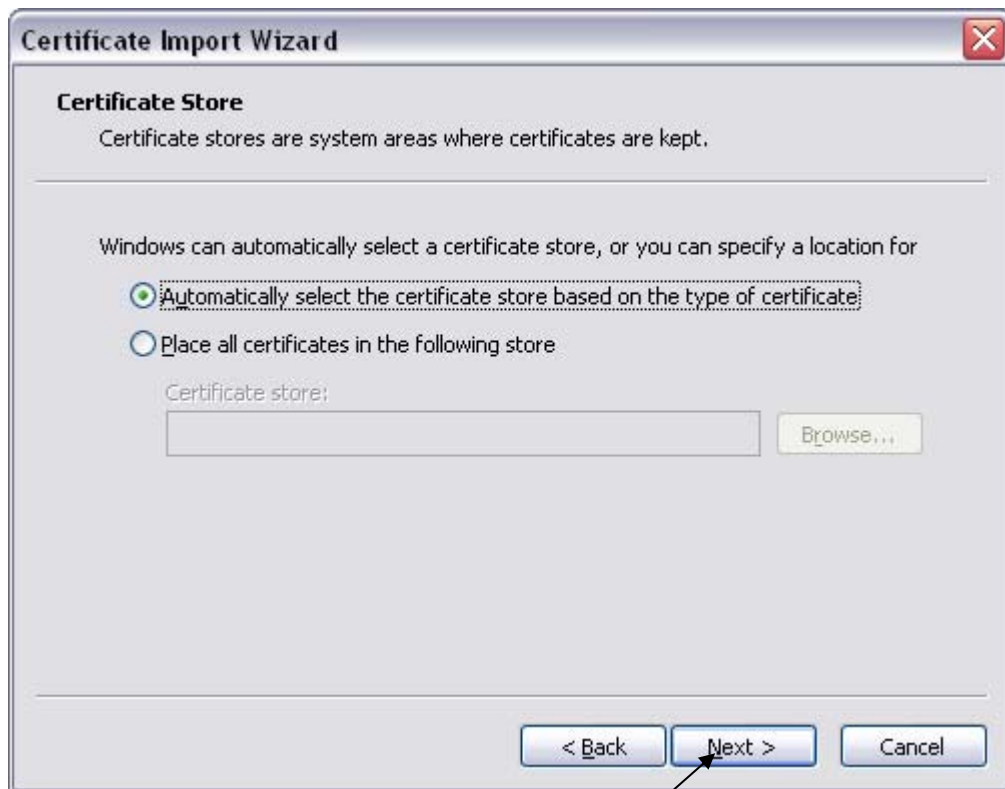 Certificate Import Wizard
Certificate Store
Certificate stores are system areas where certificates are kept.
Windows can automatically select a certificate store, or you can specify a location for
Automatically select the certificate store based on the type of certificate
Place all certificates in the following store
Certificate store:
Browse...
< Back
Next >
Cancel